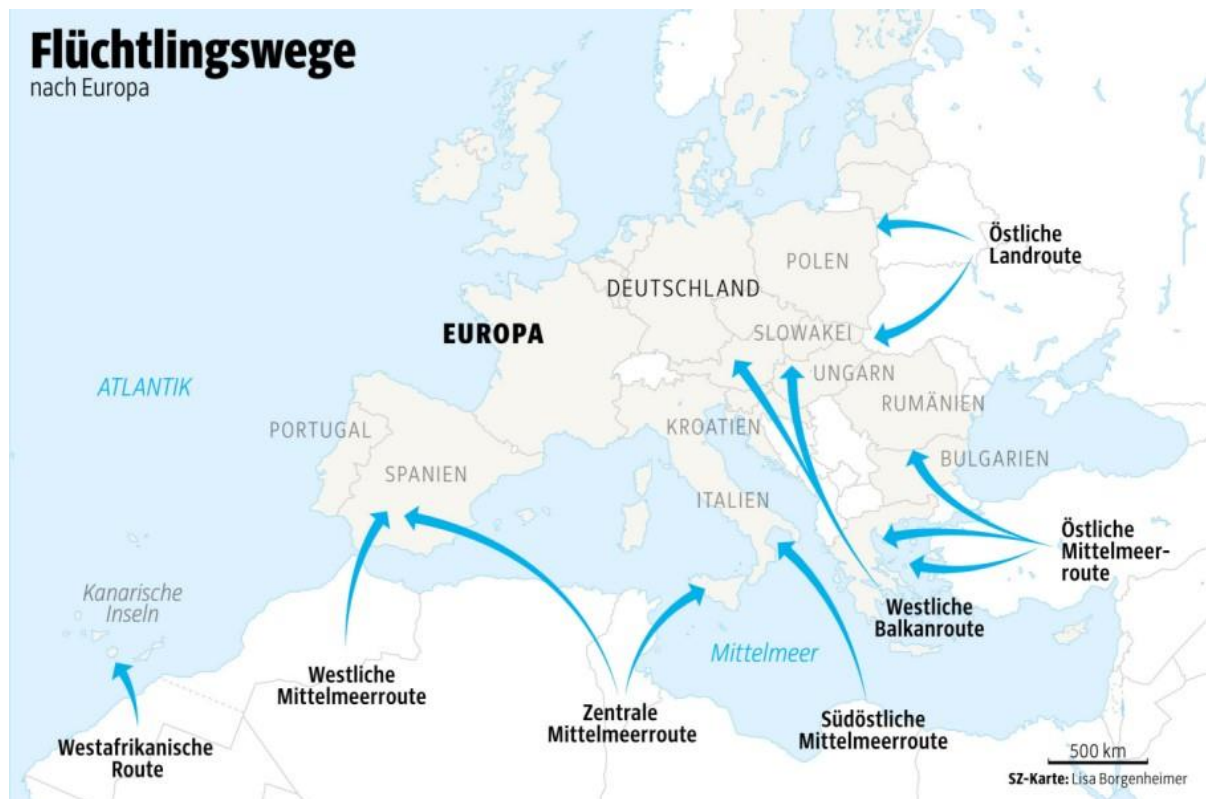 Flüchtlingswege
nach Europa
Östliche
Landroute
POLEN
DEUTSCHLAND
EUROPA
SLOWAKEI
ATLANTIK
UNGARN
RUMÄNIEN
KROATIEN
PORTUGAL
BULGARIEN
SPANIEN
ITALIEN
Östliche
Mittelmeer-
route
Kanarische
Inseln
Westliche
Balkanroute
Mittelmeer
Westliche
Mittelmeerroute
Zentrale
Mittelmeerroute
Südöstliche
Mittelmeerroute
Westafrikanische
Route
500 km
SZ-Karte: Lisa Borgenheimer